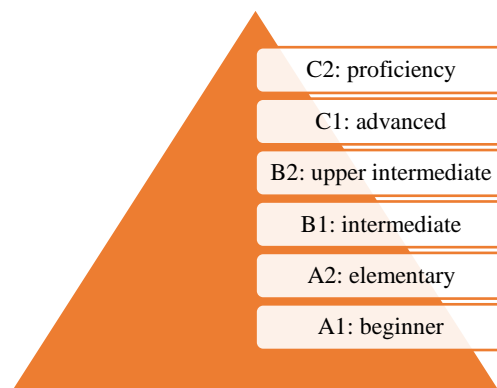 C2: proficiency
C1: advanced
B2: upper intermediate
B1: intermediate
A2: elementary
A1: beginner